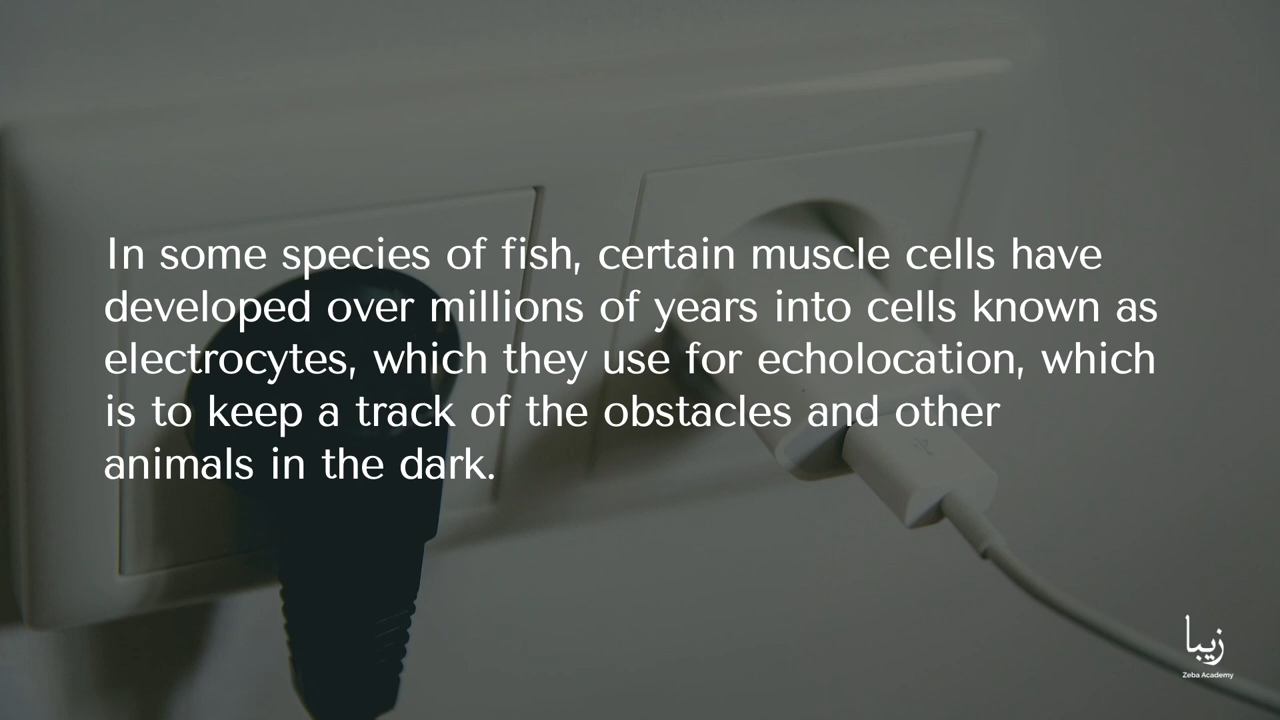 In some species of fish, certain muscle cells have
developed over millions of years into cells known as
electrocytes, which they use for echolocation, which
is to keep a track of the obstacles and other
animals in the dark.
زیبا
Zeba Academy